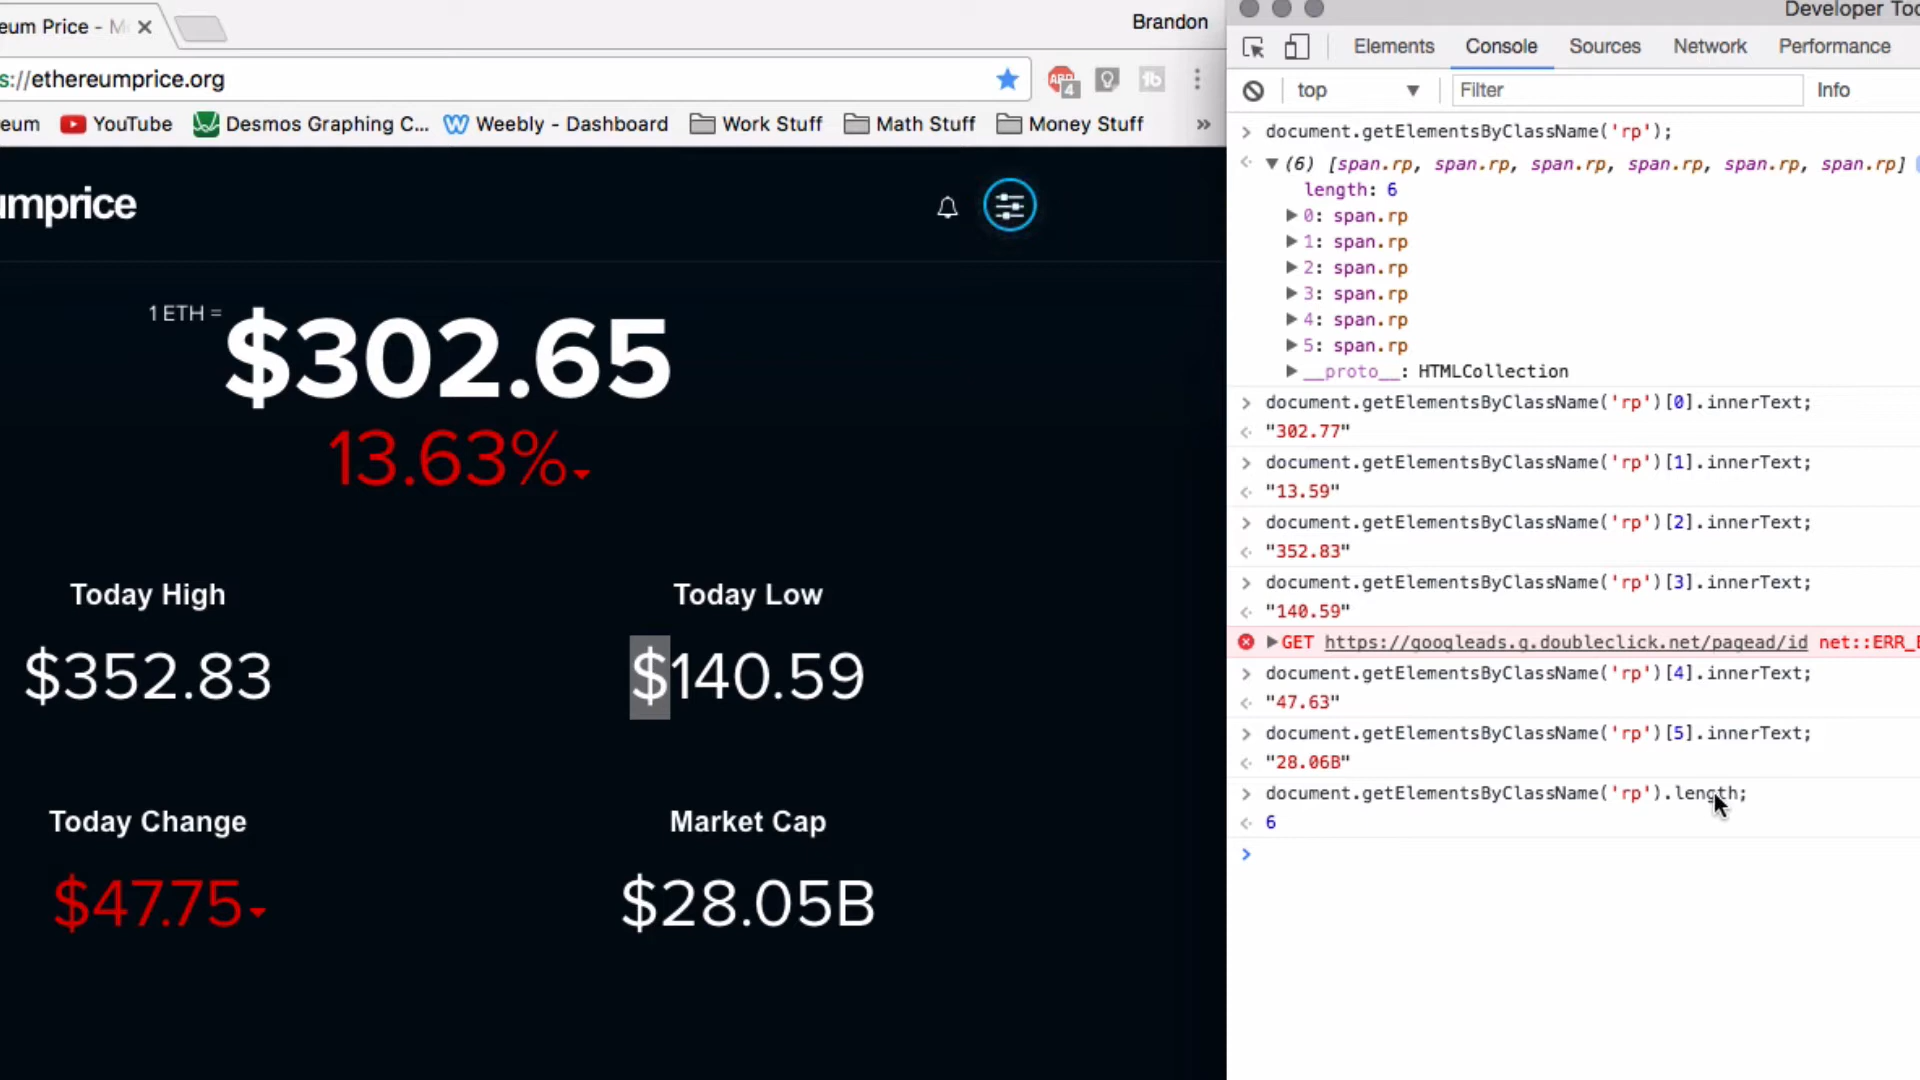 eum Price - M
Brandon
s://ethereumprice.org
ABP
4
1b
eum
YouTube
Desmos Graphing C...
Weebly - Dashboard
Work Stuff
Math Stuff
Money Stuff
»
umprice
1 ETH =
$302.65
13.63%
Today High
Today Low
$352.83
$140.59
Today Change
Market Cap
$47.75
$28.05B
Developer Too
Elements
Console
Sources
Network
Performance
top
Filter
Info
> document.getElementsByClassName('rp');
(6) [span.rp, span.rp, span.rp, span.rp, span.rp, span.rp]
length: 6
0: span.rp
1: span.rp
2: span.rp
3: span.rp
4: span.rp
5: span.rp
__proto__: HTMLCollection
> document.getElementsByClassName('rp')[0].innerText;
"302.77"
> document.getElementsByClassName('rp')[1].innerText;
"13.59"
> document.getElementsByClassName('rp')[2].innerText;
"352.83"
> document.getElementsByClassName('rp')[3].innerText;
"140.59"
GET https://googleads.g.doubleclick.net/pagead/id net::ERR_B
> document.getElementsByClassName('rp')[4].innerText;
"47.63"
> document.getElementsByClassName('rp')[5].innerText;
"28.06B"
> document.getElementsByClassName('rp').length;
6
>